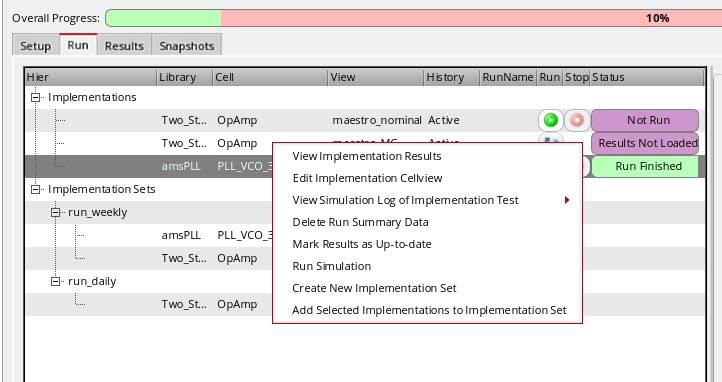 Overall Progress: 10%
Setup Run Results Snapshots
Hier Library Cell View History RunName Run Stop Status
Implementations
Two_St... OpAmp maestro_nominal Active Not Run
Two_St... OpAmp Results Not Loaded
amsPLL PLL_VCO_3 Run Finished
Implementation Sets
run_weekly
amsPLL PLL_VCO_3
Two_St... OpAmp
run_daily
Two_St... OpAmp
View Implementation Results
Edit Implementation Cellview
View Simulation Log of Implementation Test
Delete Run Summary Data
Mark Results as Up-to-date
Run Simulation
Create New Implementation Set
Add Selected Implementations to Implementation Set